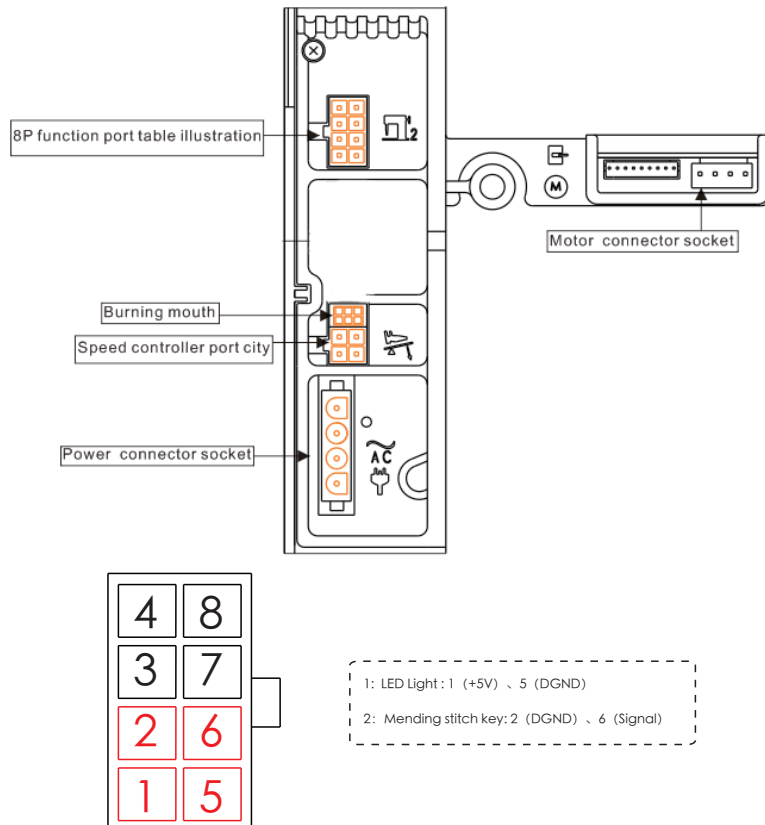 8P function port table illustration
2
M
Motor connector socket
Burning mouth
Speed controller port city
Power connector socket
AC
4 8
3 7
2 6
1 5
1: LED Light : 1 (+5V) 、5 (DGND)
2: Mending stitch key: 2 (DGND) 、6 (Signal)